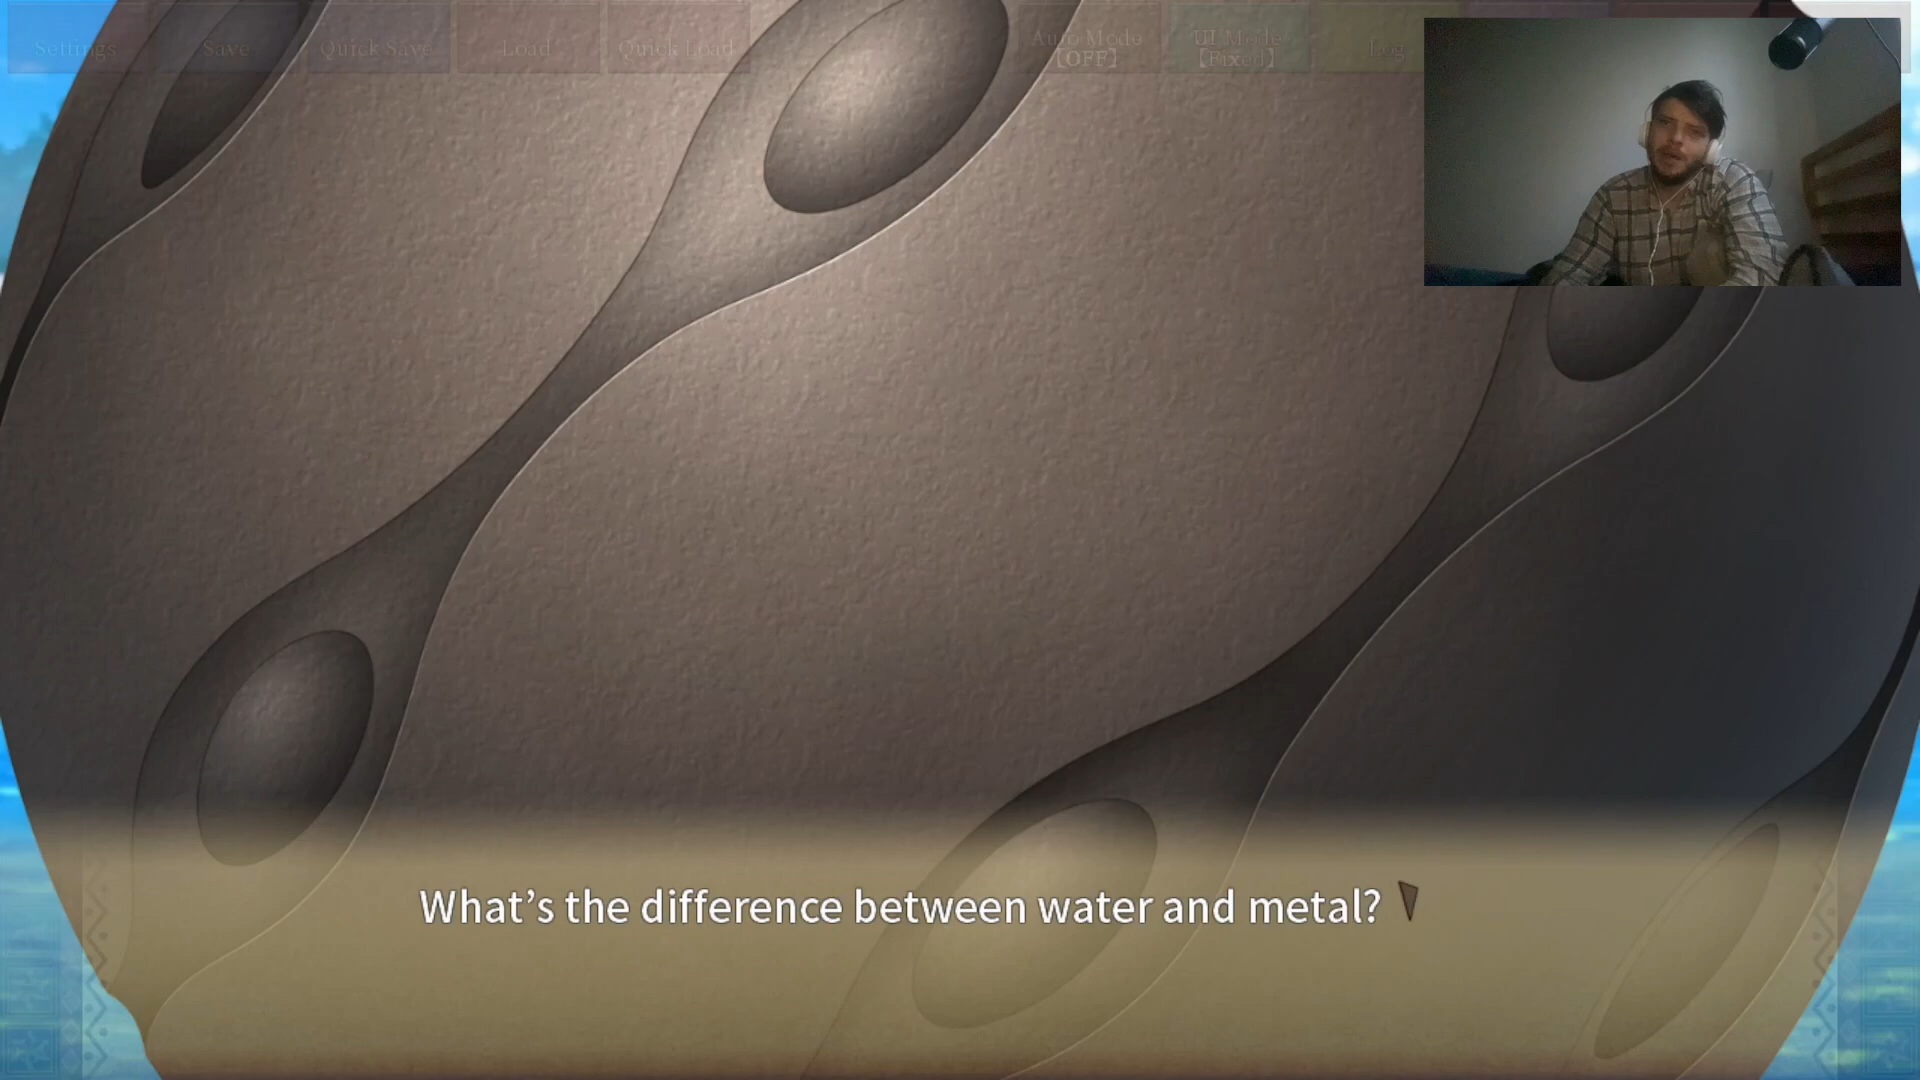 Settings
Save
Quick Save
Load
Quick Load
Auto Mode
【OFF】
UI Mode
【Fixed】
Log
What’s the difference between water and metal?